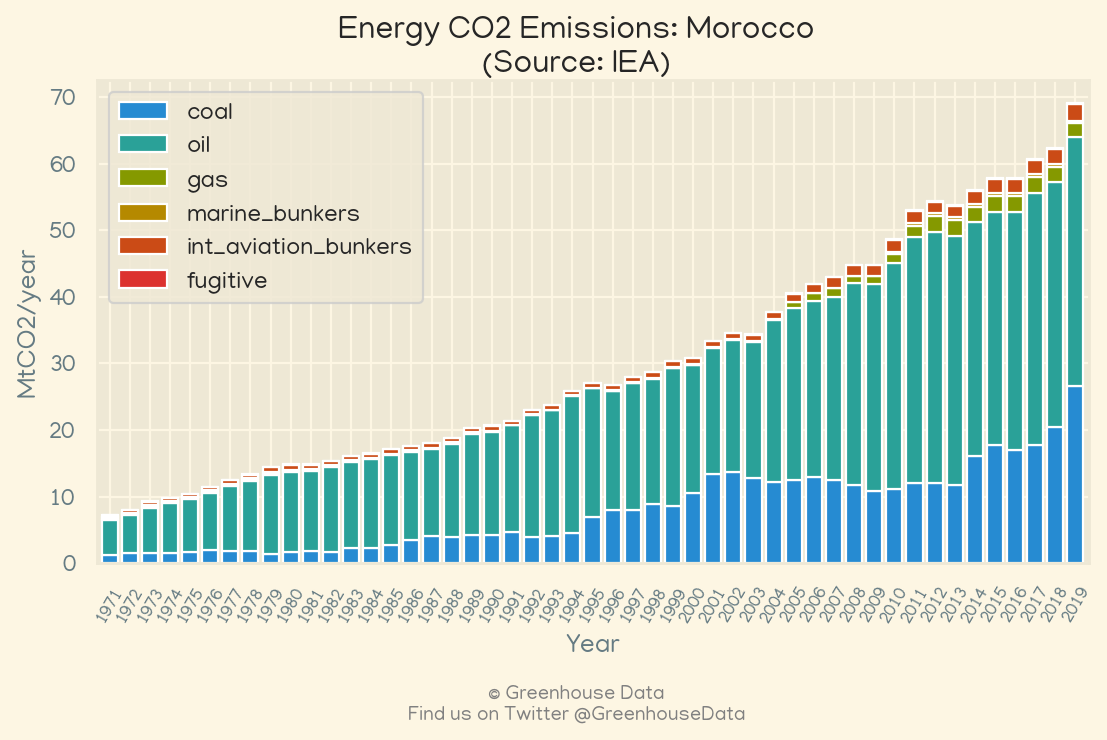 Energy CO2 Emissions: Morocco
(Source: IEA)
70
60
50
40
30
20
10
0
MtCO2/year
coal
oil
gas
marine_bunkers
int_aviation_bunkers
fugitive
1971 1972 1973 1974 1975 1976 1977 1978 1979 1980 1981 1982 1983 1984 1985 1986 1987 1988 1989 1990 1991 1992 1993 1994 1995 1996 1997 1998 1999 2000 2001 2002 2003 2004 2005 2006 2007 2008 2009 2010 2011 2012 2013 2014 2015 2016 2017 2018 2019
Year
© Greenhouse Data
Find us on Twitter @GreenhouseData